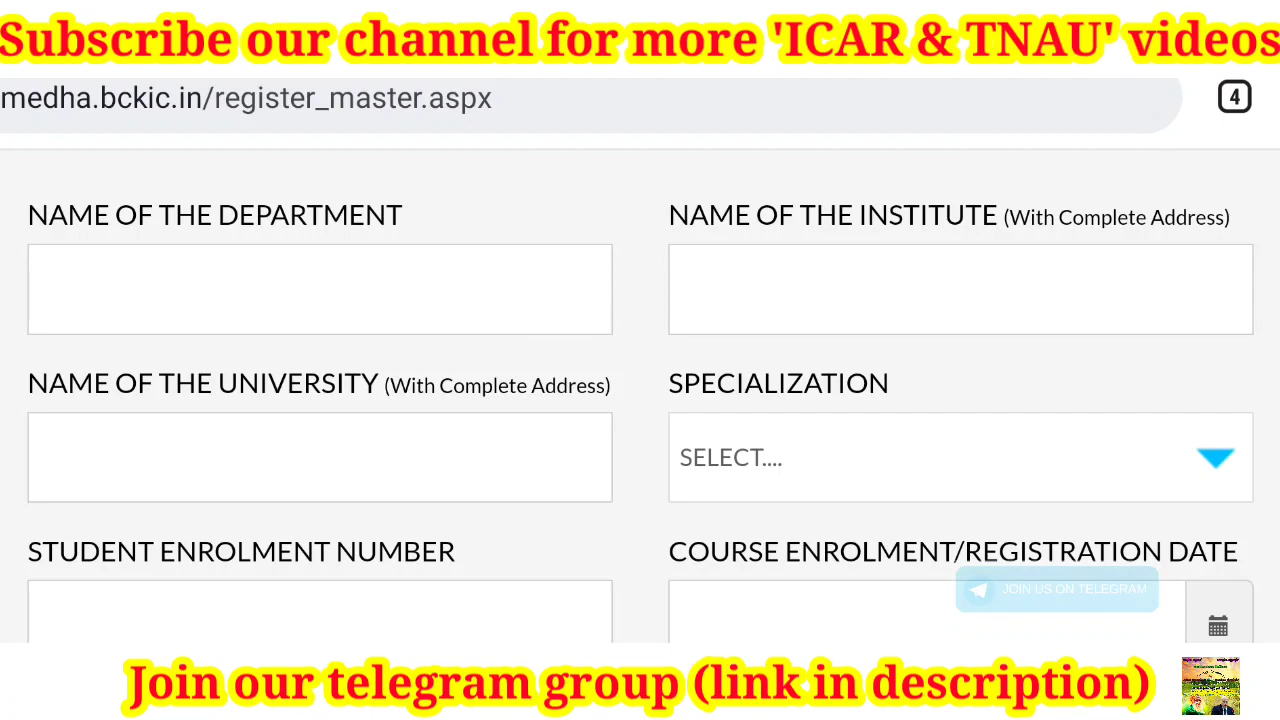 Subscribe our channel for more 'ICAR & TNAU' videos
medha.bckic.in/register_master.aspx
4
NAME OF THE DEPARTMENT
NAME OF THE INSTITUTE (With Complete Address)
NAME OF THE UNIVERSITY (With Complete Address)
SPECIALIZATION
SELECT....
STUDENT ENROLMENT NUMBER
COURSE ENROLMENT/REGISTRATION DATE
JOIN US ON TELEGRAM
Join our telegram group (link in description)